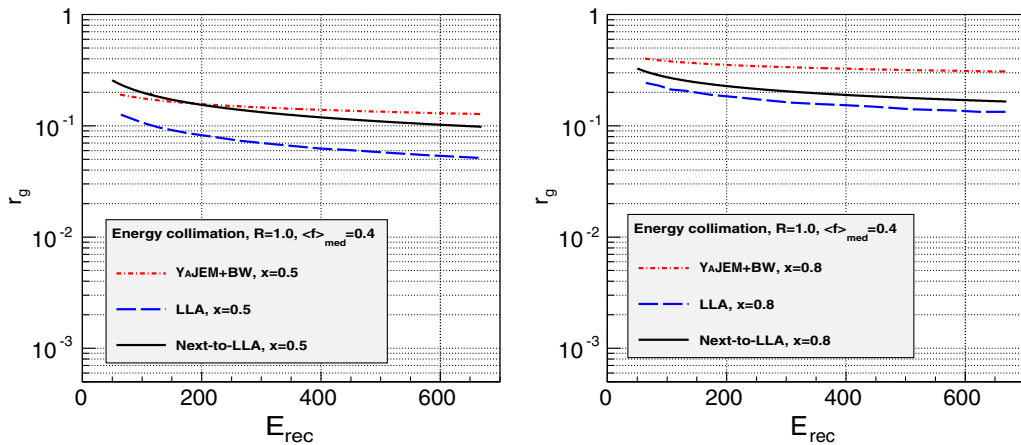 1
10⁻¹
10⁻²
10⁻³
r_g
Energy collimation, R=1.0, <f>_med=0.4
YAJEM+BW, x=0.5
LLA, x=0.5
Next-to-LLA, x=0.5
0 200 400 600
E_rec
1
10⁻¹
10⁻²
10⁻³
r_g
Energy collimation, R=1.0, <f>_med=0.4
YAJEM+BW, x=0.8
LLA, x=0.8
Next-to-LLA, x=0.8
0 200 400 600
E_rec